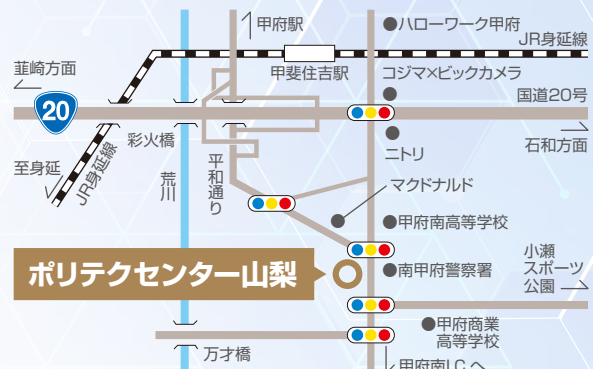 甲府駅
●ハローワーク甲府
JR身延線
韮崎方面
甲斐住吉駅
コジマ×ビックカメラ
国道20号
20
彩火橋
ニトリ
石和方面
至身延
JR身延線
荒川
平和通り
マクドナルド
●甲府南高等学校
ポリテクセンター山梨
●南甲府警察署
小瀬
スポーツ
公園
●甲府商業
高等学校
万才橋
甲府南I.C.へ